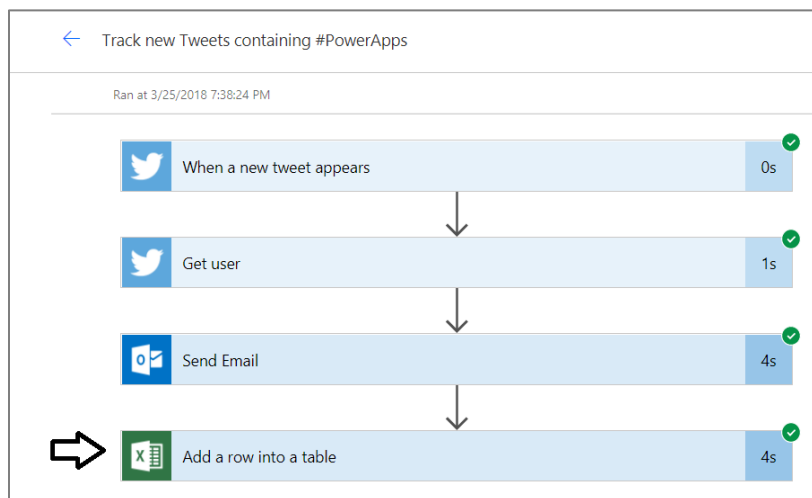 Track new Tweets containing #PowerApps
Ran at 3/25/2018 7:38:24 PM
When a new tweet appears 0s
Get user 1s
Send Email 4s
Add a row into a table 4s